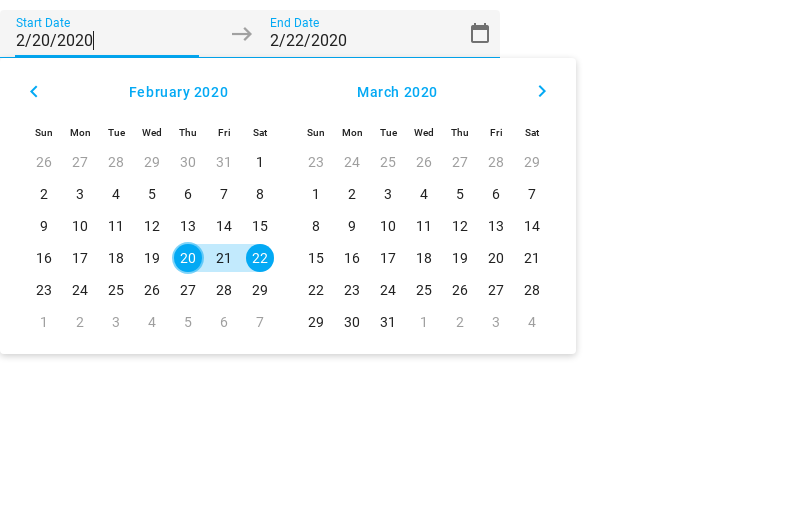 Start Date
End Date
2/20/2020
2/22/2020
February 2020
March 2020
Sun Mon Tue Wed Thu Fri Sat
Sun Mon Tue Wed Thu Fri Sat
26 27 28 29 30 31 1
23 24 25 26 27 28 29
2 3 4 5 6 7 8
1 2 3 4 5 6 7
9 10 11 12 13 14 15
8 9 10 11 12 13 14
16 17 18 19 20 21 22
15 16 17 18 19 20 21
23 24 25 26 27 28 29
22 23 24 25 26 27 28
1 2 3 4 5 6 7
29 30 31 1 2 3 4